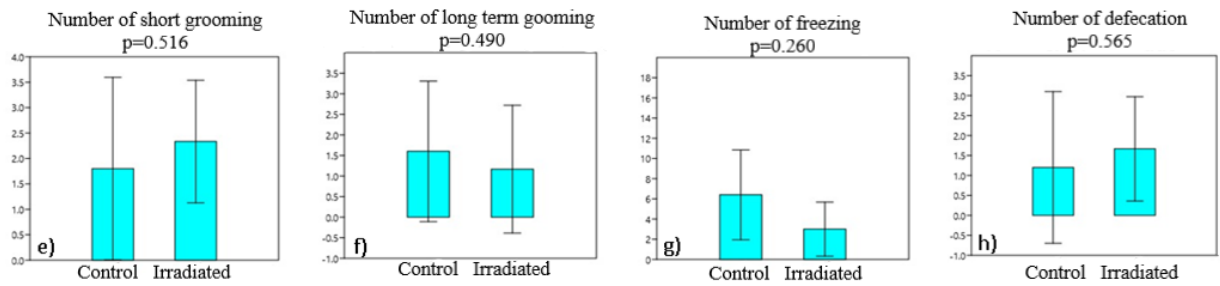 Number of short grooming
p=0.516
4.0
3.5
3.0
2.5
2.0
1.5
1.0
0.5
0.0
e)
Control Irradiated
Number of long term gooming
p=0.490
3.5
3.0
2.5
2.0
1.5
1.0
0.5
0.0
-0.5
-1.0
f)
Control Irradiated
Number of freezing
p=0.260
18
16
14
12
10
8
6
4
2
0
g)
Control Irradiated
Number of defecation
p=0.565
3.5
3.0
2.5
2.0
1.5
1.0
0.5
0.0
-0.5
-1.0
h)
Control Irradiated